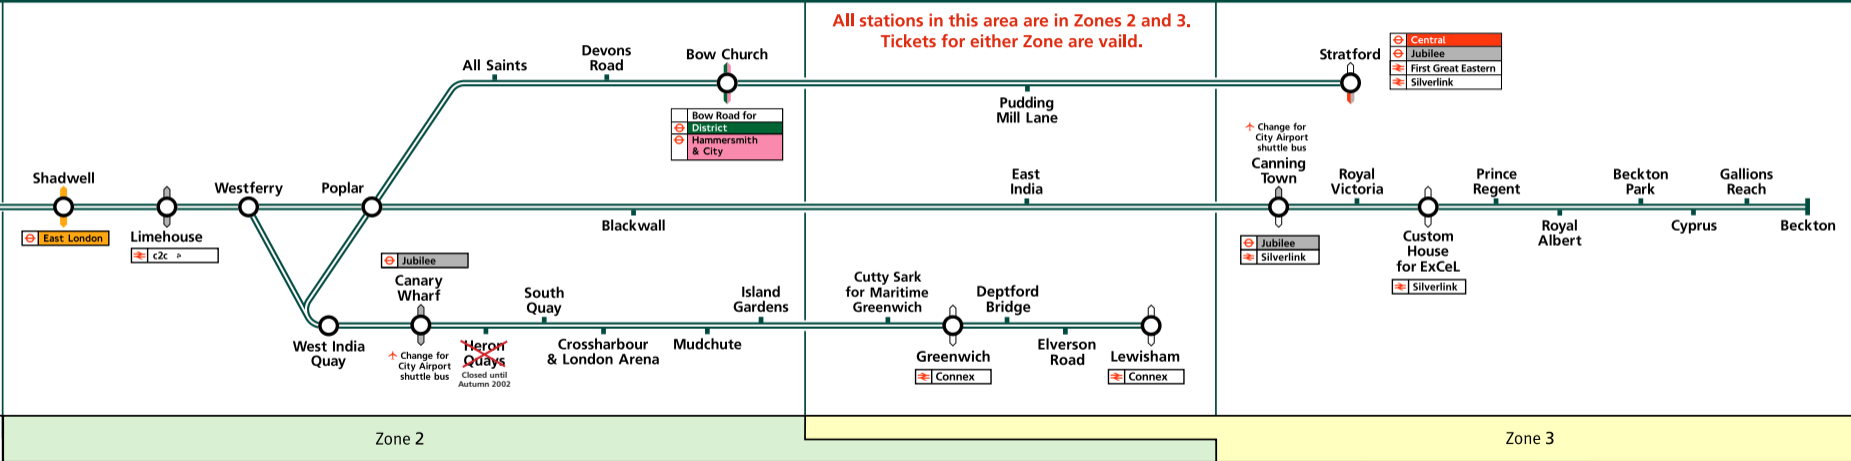 All stations in this area are in Zones 2 and 3.
Tickets for either Zone are vaild.
All Saints
Devons
Road
Bow Church
Bow Road for
District
Hammersmith
& City
Pudding
Mill Lane
Stratford
Central
Jubilee
First Great Eastern
Silverlink
Shadwell
East London
Limehouse
c2c
Westferry
Poplar
Blackwall
East
India
Change for
City Airport
shuttle bus
Canning
Town
Jubilee
Silverlink
Royal
Victoria
Custom
House
for ExCeL
Silverlink
Prince
Regent
Royal
Albert
Beckton
Park
Cyprus
Gallions
Reach
Beckton
West India
Quay
Jubilee
Canary
Wharf
Change for
City Airport
shuttle bus
Heron
Quays
Closed until
Autumn 2002
South
Quay
Crossharbour
& London Arena
Mudchute
Island
Gardens
Cutty Sark
for Maritime
Greenwich
Greenwich
Connex
Deptford
Bridge
Elverson
Road
Lewisham
Connex
Zone 2
Zone 3